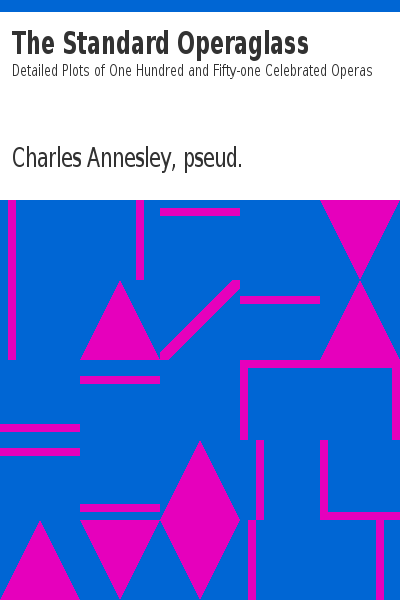 The Standard Operaglass
Detailed Plots of One Hundred and Fifty-one Celebrated Operas
Charles Annesley, pseud.